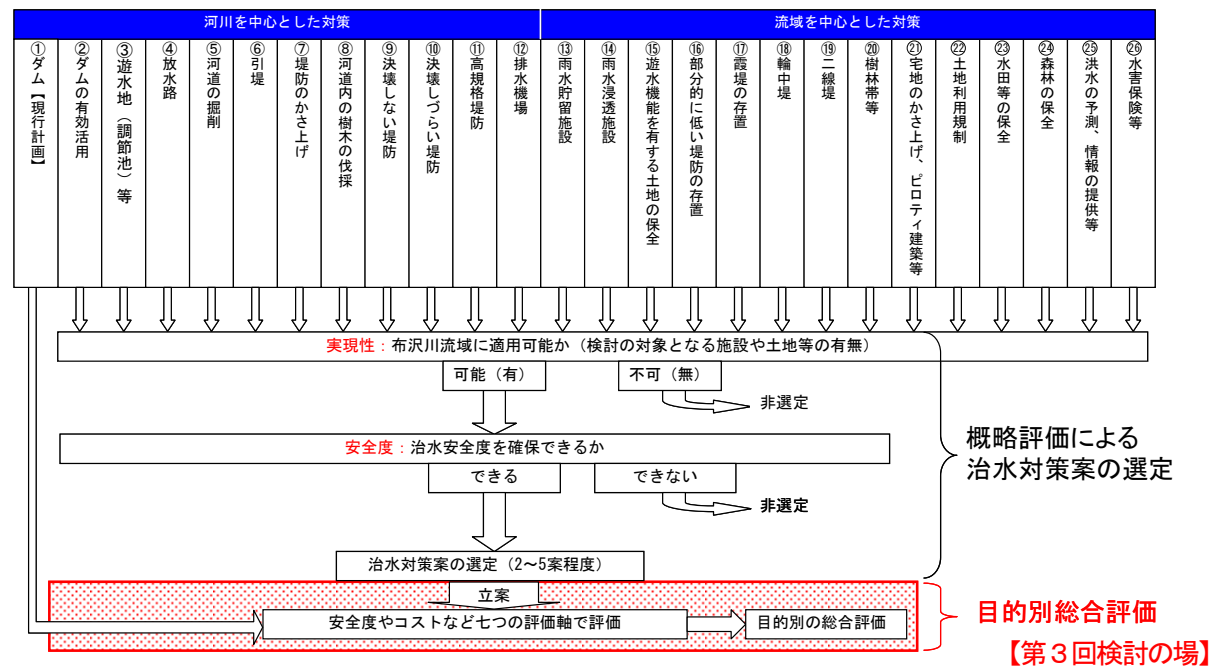 河川を中心とした対策
流域を中心とした対策
①ダム【現行計画】
②ダムの有効活用
③遊水地（調節池）等
④放水路
⑤河道の掘削
⑥引堤
⑦堤防のかさ上げ
⑧河道内の樹木の伐採
⑨決壊しない堤防
⑩決壊しづらい堤防
⑪高規格堤防
⑫排水機場
⑬雨水貯留施設
⑭雨水浸透施設
⑮遊水機能を有する土地の保全
⑯部分的に低い堤防の存置
⑰霞堤の存置
⑱輪中堤
⑲二線堤
⑳樹林帯等
㉑宅地のかさ上げ、ピロティ建築等
㉒土地利用規制
㉓水田等の保全
㉔森林の保全
㉕洪水の予測、情報の提供等
㉖水害保険等
実現性：布沢川流域に適用可能か（検討の対象となる施設や土地等の有無）
可能（有）
不可（無）
非選定
安全度：治水安全度を確保できるか
できる
できない
非選定
概略評価による
治水対策案の選定
治水対策案の選定（2～5案程度）
立案
安全度やコストなど七つの評価軸で評価
目的別の総合評価
目的別総合評価
【第３回検討の場】